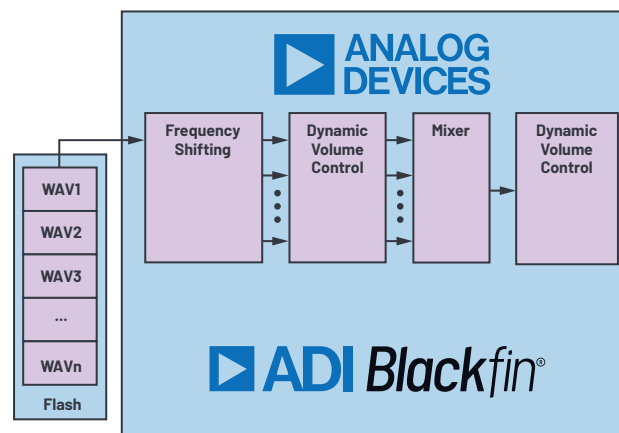 ANALOG
DEVICES
Frequency
Shifting
Dynamic
Volume
Control
Mixer
Dynamic
Volume
Control
WAV1
WAV2
WAV3
...
WAVn
Flash
ADI Blackfin®